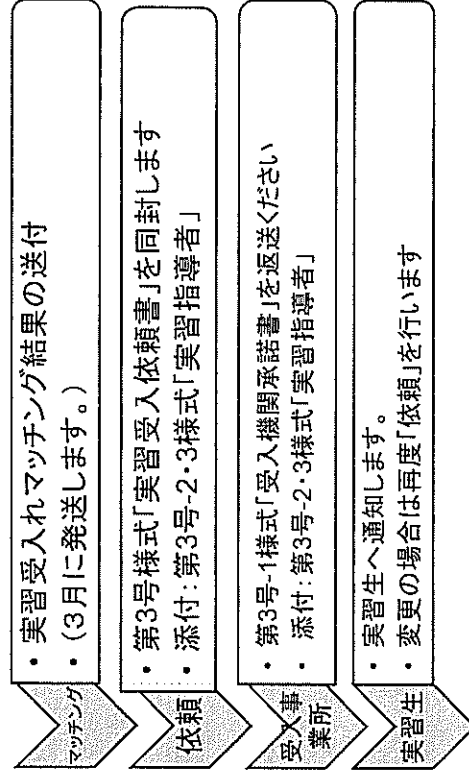 マッチング
・ 実習受入れマッチング結果の送付
・ (3月に発送します。)
依頼
・ 第3号様式「実習受入依頼書」を同封します
・ 添付:第3号-2・3様式「実習指導者」
受入事
業所
・ 第3号-1様式「受入機関承諾書」を返送ください
・ 添付:第3号-2・3様式「実習指導者」
実習生
・ 実習生へ通知します。
・ 変更の場合は再度「依頼」を行います